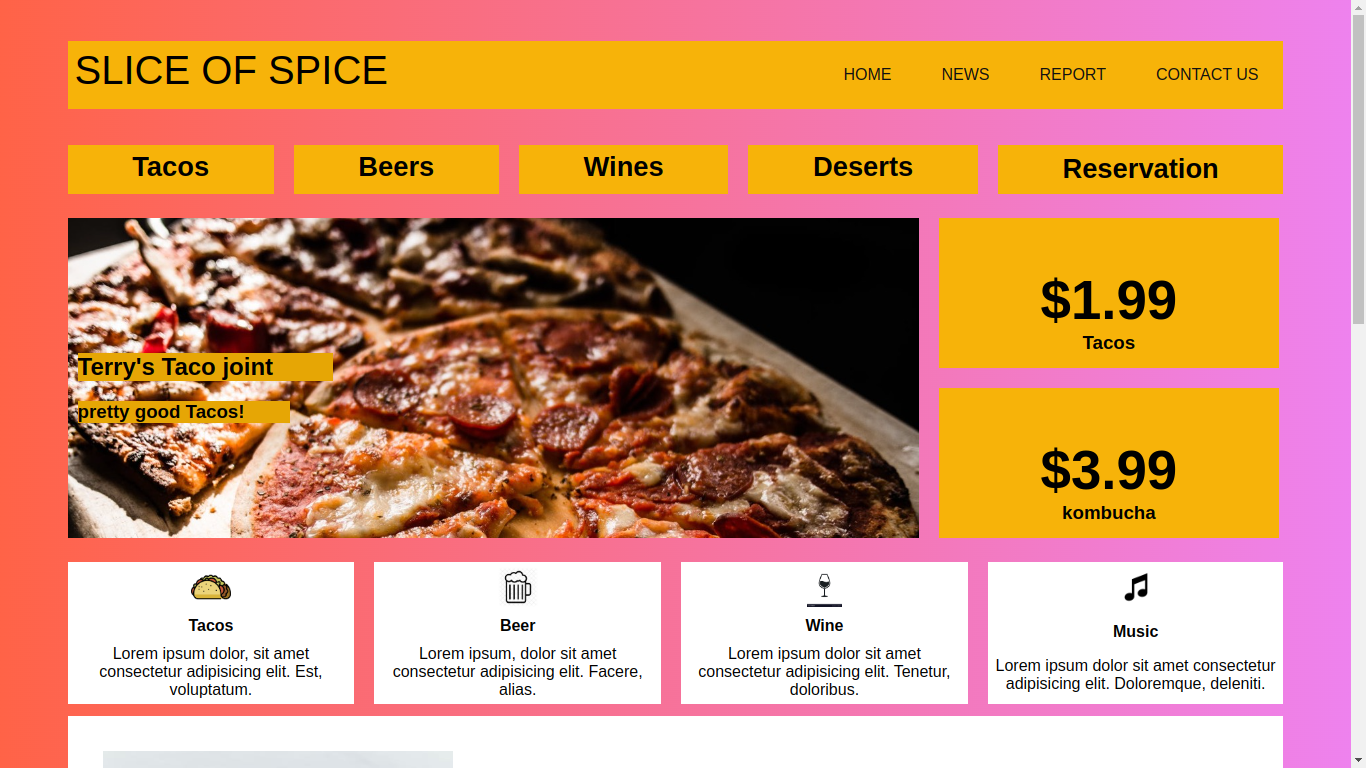 SLICE OF SPICE
HOME NEWS REPORT CONTACT US
Tacos Beers Wines Deserts Reservation
Terry's Taco joint
pretty good Tacos!
$1.99
Tacos
$3.99
kombucha
Tacos
Lorem ipsum dolor, sit amet
consectetur adipisicing elit. Est,
voluptatum.
Beer
Lorem ipsum, dolor sit amet
consectetur adipisicing elit. Facere,
alias.
Wine
Lorem ipsum dolor sit amet
consectetur adipisicing elit. Tenetur,
doloribus.
Music
Lorem ipsum dolor sit amet consectetur
adipisicing elit. Doloremque, deleniti.